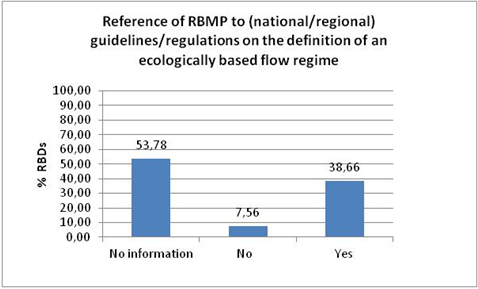 Reference of RBMP to (national/regional)
guidelines/regulations on the definition of an
ecologically based flow regime
% RBDs
100,00
90,00
80,00
70,00
60,00
50,00
40,00
30,00
20,00
10,00
0,00
53,78
7,56
38,66
No information No Yes